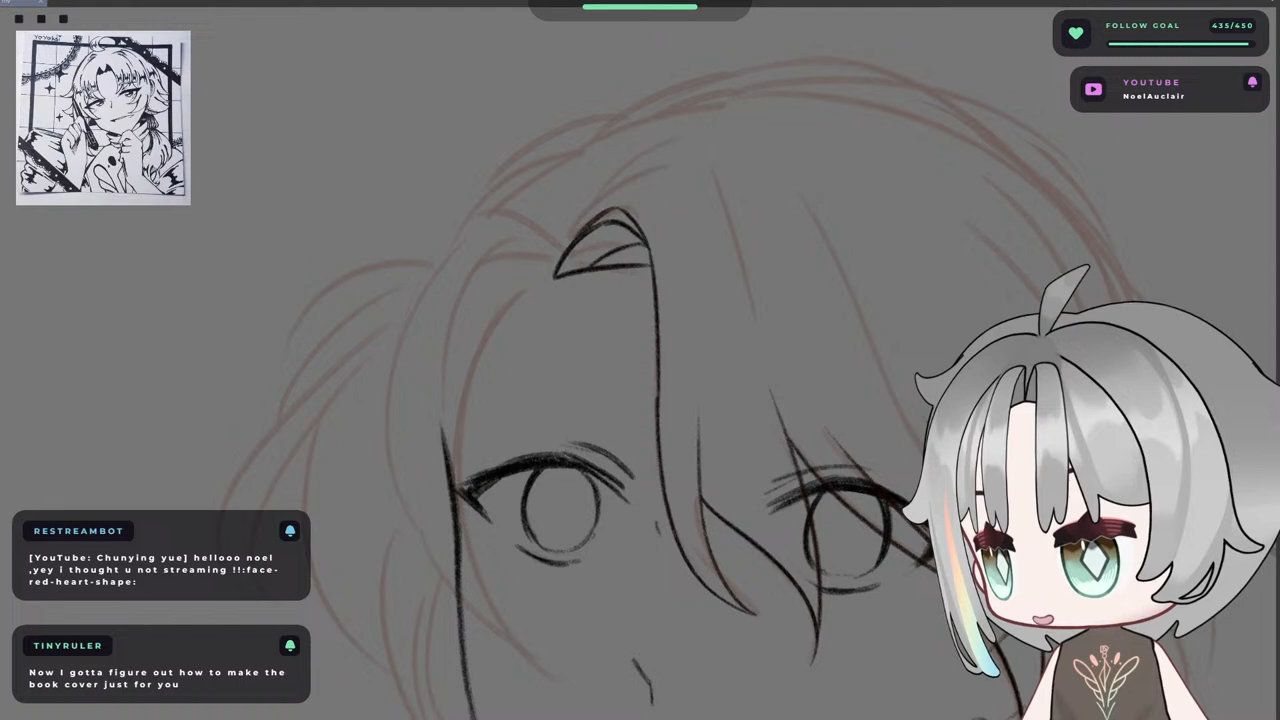 FOLLOW GOAL 435/450
YOUTUBE
NoelAuclair
RESTREAMBOT
[YouTube: Chunying yue] hellooo noel
,yey i thought u not streaming !!:face-
red-heart-shape:
TINYRULER
Now I gotta figure out how to make the
book cover just for you